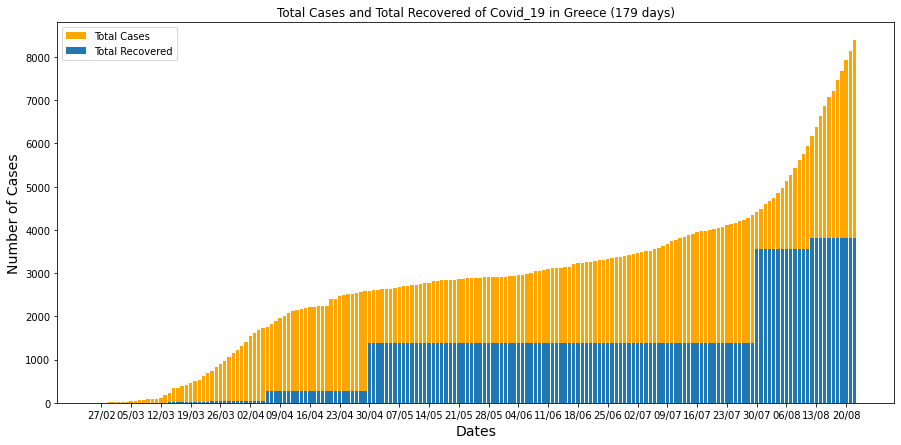 Total Cases and Total Recovered of Covid_19 in Greece (179 days)
Total Cases
Total Recovered
Number of Cases
8000
7000
6000
5000
4000
3000
2000
1000
0
27/02 05/03 12/03 19/03 26/03 02/04 09/04 16/04 23/04 30/04 07/05 14/05 21/05 28/05 04/06 11/06 18/06 25/06 02/07 09/07 16/07 23/07 30/07 06/08 13/08 20/08
Dates